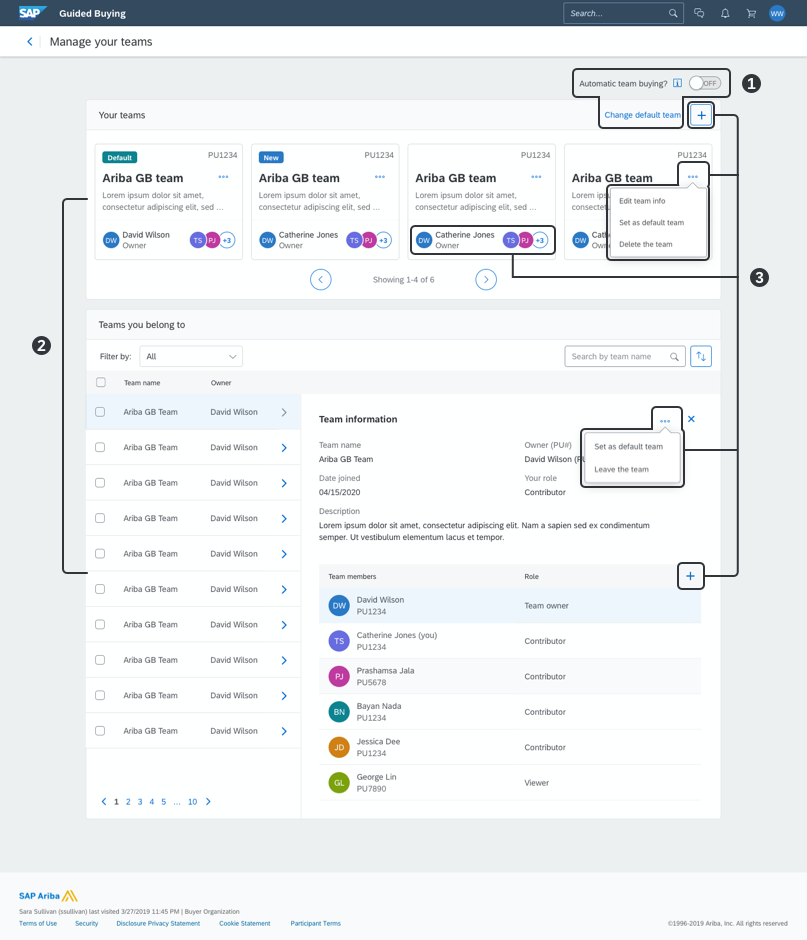 SAP Guided Buying
Search...
WW
Manage your teams
Automatic team buying? i OFF
1
Your teams
Change default team
Default PU1234
Ariba GB team
Lorem ipsum dolor sit amet,
consectetur adipiscing elit, sed ...
DW David Wilson
Owner
TS PJ +3
New PU1234
Ariba GB team
Lorem ipsum dolor sit amet,
consectetur adipiscing elit, sed ...
DW Catherine Jones
Owner
TS PJ +3
PU1234
Ariba GB team
Lorem ipsum dolor sit amet,
consectetur adipiscing elit, sed ...
DW Catherine Jones
Owner
TS PJ +3
PU1234
Ariba GB team
DW
Edit team info
Set as default team
Delete the team
Showing 1-4 of 6
3
2
Teams you belong to
Filter by: All
Search by team name
Team name Owner
Ariba GB Team David Wilson
Ariba GB Team David Wilson
Ariba GB Team David Wilson
Ariba GB Team David Wilson
Ariba GB Team David Wilson
Ariba GB Team David Wilson
Ariba GB Team David Wilson
Ariba GB Team David Wilson
Ariba GB Team David Wilson
Ariba GB Team David Wilson
1 2 3 4 5 ... 10
Team information
Set as default team
Leave the team
Team name Owner (PU#)
Ariba GB Team David Wilson
Date joined Your role
04/15/2020 Contributor
Description
Lorem ipsum dolor sit amet, consectetur adipiscing elit. Nam a sapien sed ex condimentum
semper. Ut vestibulum elementum lacus et tempor.
Team members Role
DW David Wilson
PU1234
Team owner
TS Catherine Jones (you)
PU1234
Contributor
PJ Prashamsa Jala
PU5678
Contributor
BN Bayan Nada
PU1234
Contributor
JD Jessica Dee
PU1234
Contributor
GL George Lin
PU7890
Viewer
SAP Ariba
Sara Sullivan (ssullivan) last visited 3/27/2019 11:45 PM | Buyer Organization
Terms of Use Security Disclosure Privacy Statement Cookie Statement Participant Terms
©1996-2019 Ariba, Inc. All rights reserved